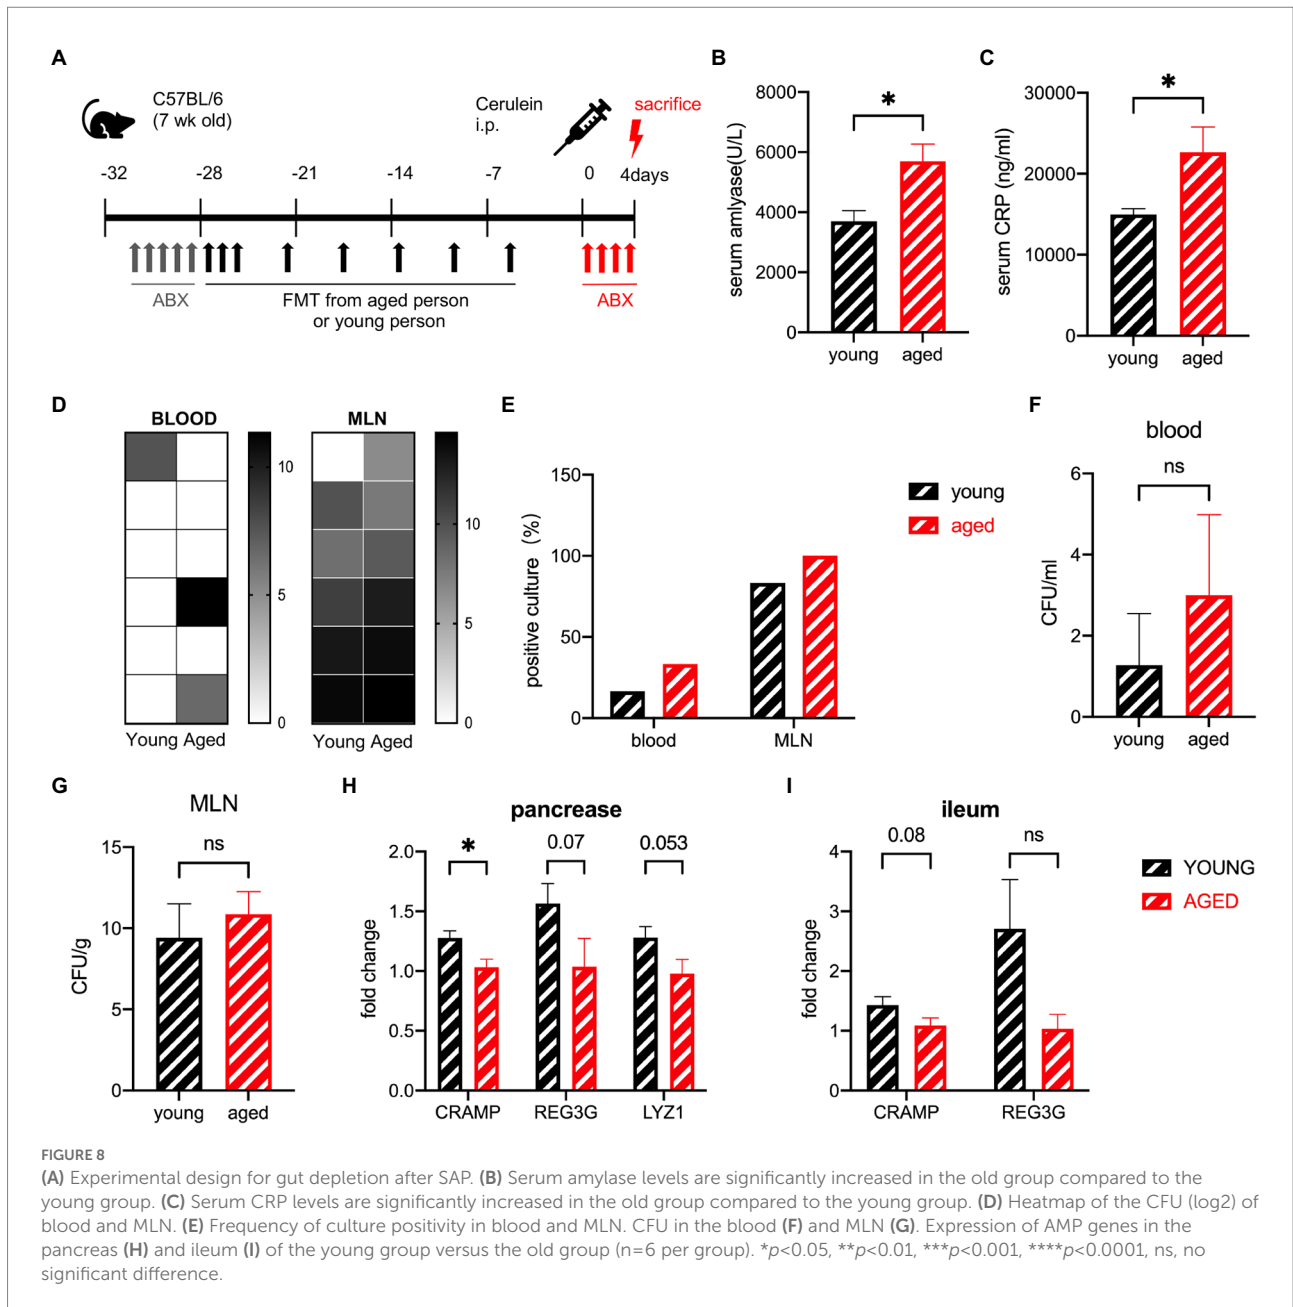 A
C57BL/6
(7 wk old)
Cerulein
i.p.
sacrifice
-32 -28 -21 -14 -7 0 4days
ABX
FMT from aged person
or young person
ABX
B
serum amlyase(U/L)
8000
6000
4000
2000
0
*
young aged
C
serum CRP (ng/ml)
30000
20000
10000
0
*
young aged
D
BLOOD
10
5
0
Young Aged
MLN
10
5
0
Young Aged
E
positive culture (%)
150
100
50
0
blood MLN
young
aged
F
blood
CFU/ml
6
4
2
0
ns
young aged
G
MLN
CFU/g
15
10
5
0
ns
young aged
H
pancrease
fold change
2.0
1.5
1.0
0.5
0.0
* 0.07 0.053
CRAMP REG3G LYZ1
I
ileum
fold change
4
3
2
1
0
0.08 ns
CRAMP REG3G
YOUNG
AGED
FIGURE 8
(A) Experimental design for gut depletion after SAP. (B) Serum amylase levels are significantly increased in the old group compared to the
young group. (C) Serum CRP levels are significantly increased in the old group compared to the young group. (D) Heatmap of the CFU (log2) of
blood and MLN. (E) Frequency of culture positivity in blood and MLN. CFU in the blood (F) and MLN (G). Expression of AMP genes in the
pancreas (H) and ileum (I) of the young group versus the old group (n=6 per group). *p<0.05, **p<0.01, ***p<0.001, ****p<0.0001, ns, no
significant difference.